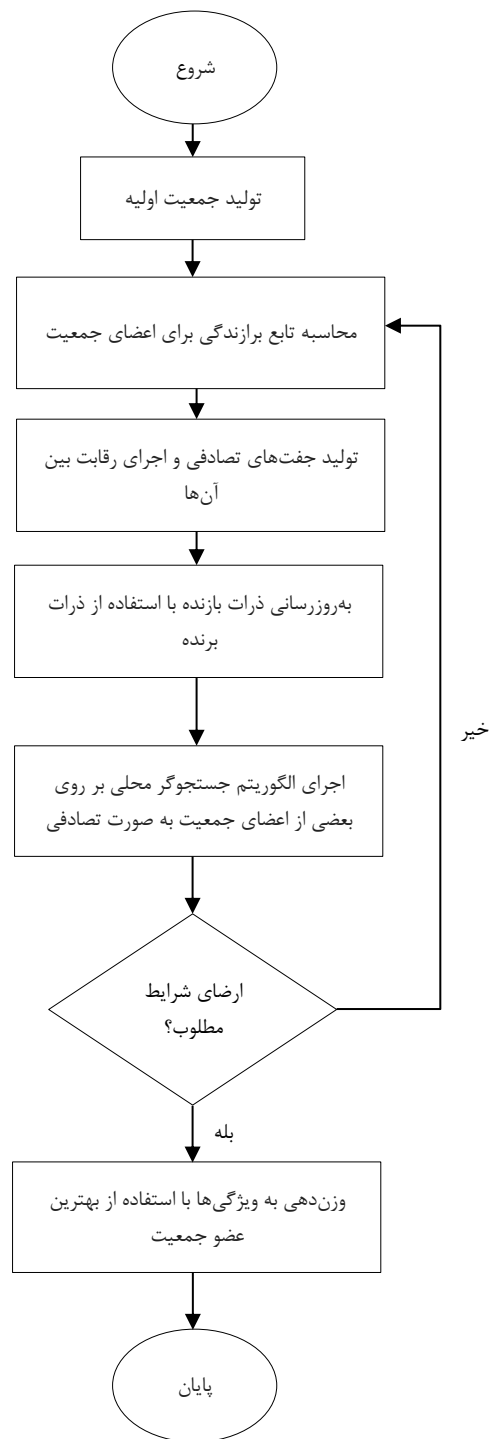 شروع
تولید جمعیت اولیه
محاسبه تابع برازندگی برای اعضای جمعیت
تولید جفت‌های تصادفی و اجرای رقابت بین
آن‌ها
به‌روزرسانی ذرات بازنده با استفاده از ذرات
برنده
خیر
اجرای الگوریتم جستجوگر محلی بر روی
بعضی از اعضای جمعیت به صورت تصادفی
ارضای شرایط
مطلوب؟
بله
وزن‌دهی به ویژگی‌ها با استفاده از بهترین
عضو جمعیت
پایان